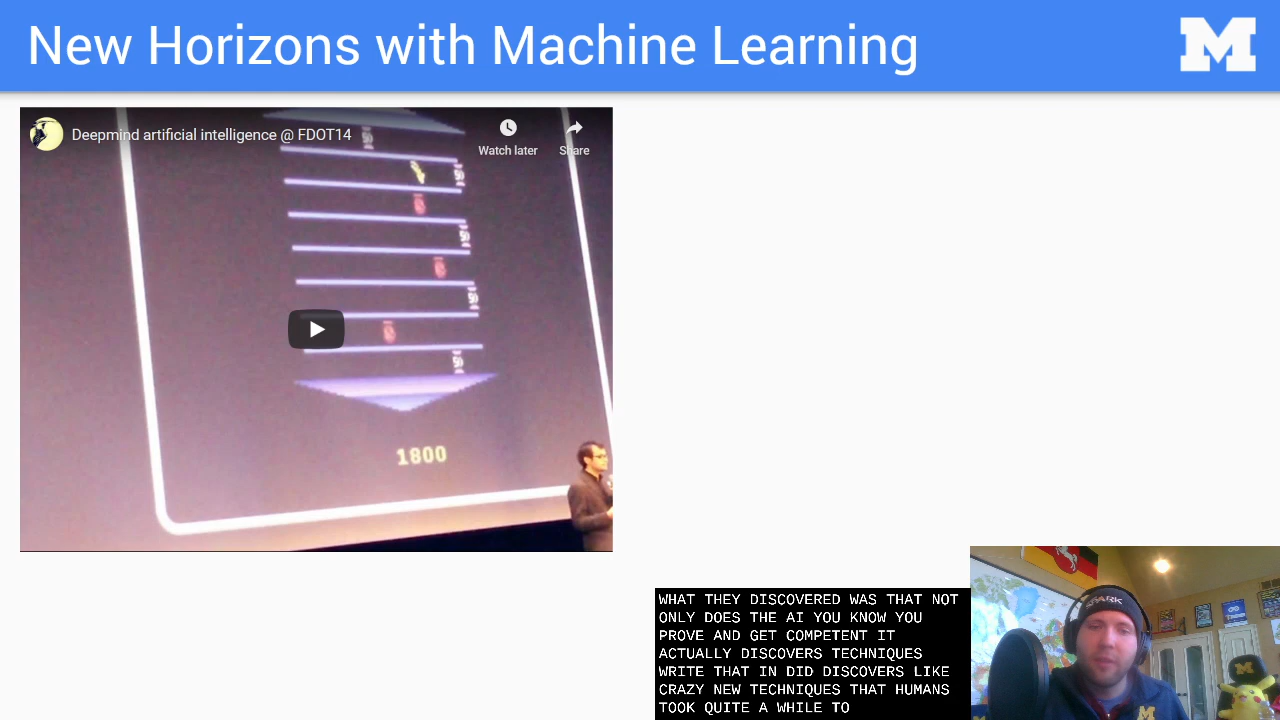 New Horizons with Machine Learning
M
Deepmind artificial intelligence @ FDOT14
Watch later
Share
1800
WHAT THEY DISCOVERED WAS THAT NOT
ONLY DOES THE AI YOU KNOW YOU
PROVE AND GET COMPETENT IT
ACTUALLY DISCOVERS TECHNIQUES
WRITE THAT IN DID DISCOVERS LIKE
CRAZY NEW TECHNIQUES THAT HUMANS
TOOK QUITE A WHILE TO
SPARK
M
M